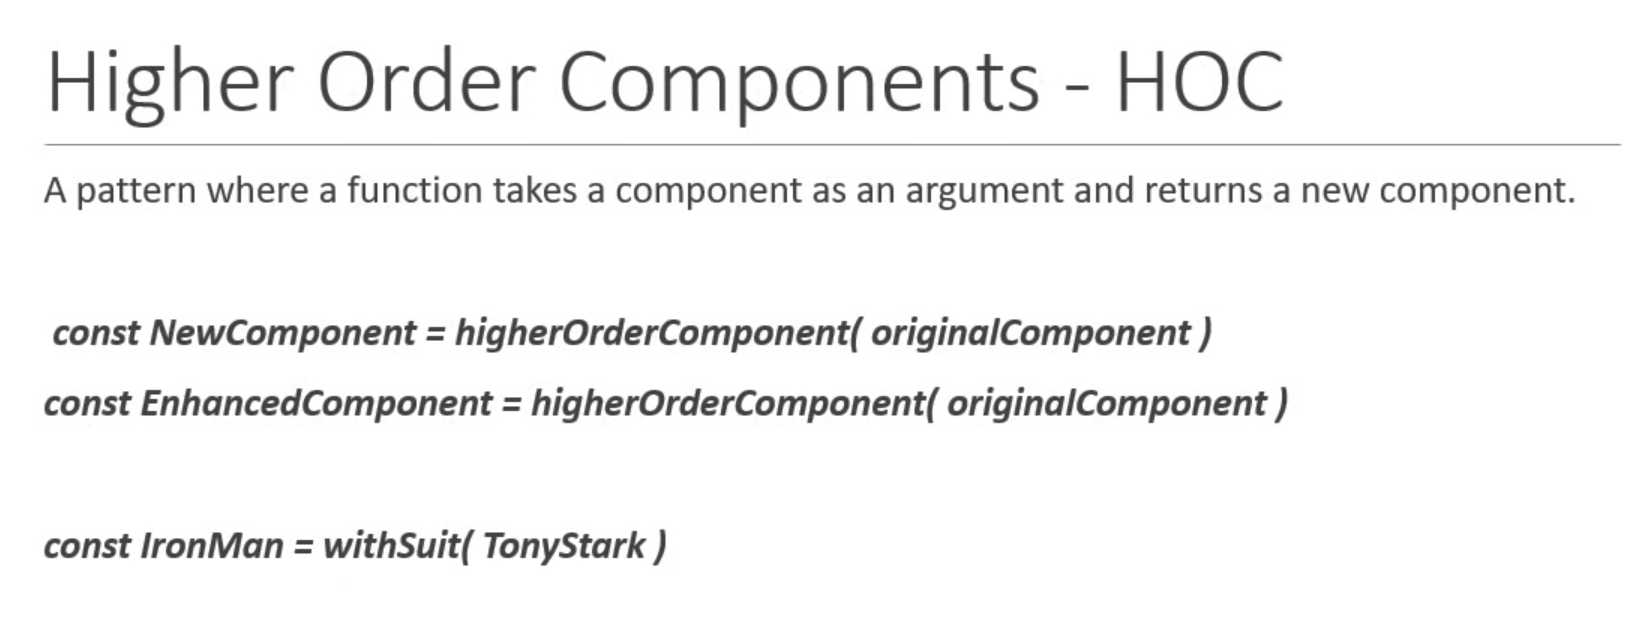 Higher Order Components - HOC
A pattern where a function takes a component as an argument and returns a new component.
const NewComponent = higherOrderComponent( originalComponent )
const EnhancedComponent = higherOrderComponent( originalComponent )
const IronMan = withSuit( TonyStark )